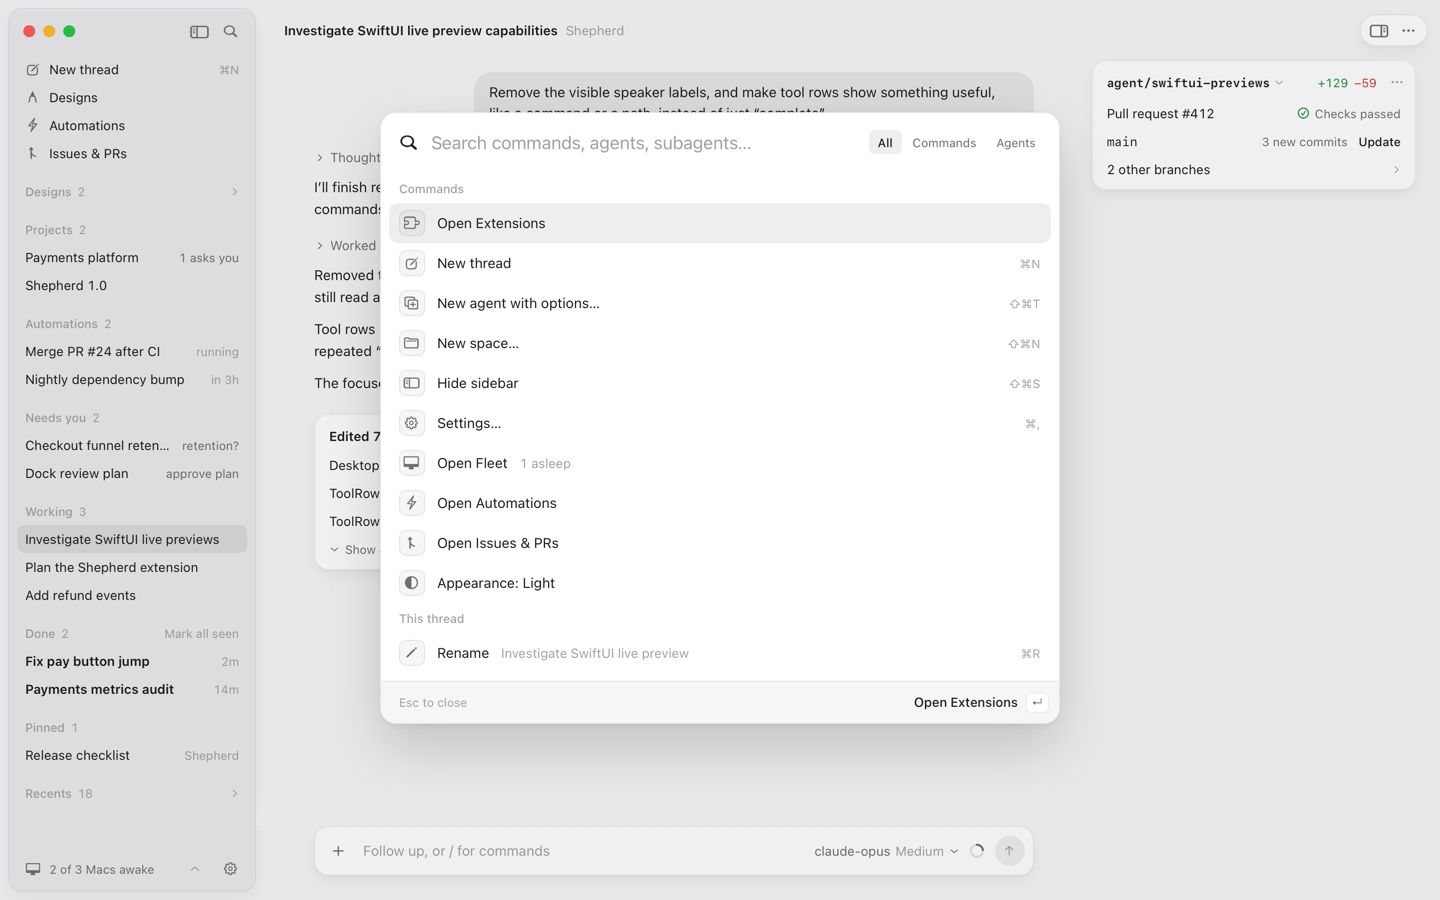 New thread ⌘N
Designs
Automations
Issues & PRs
Designs 2
Projects 2
Payments platform 1 asks you
Shepherd 1.0
Automations 2
Merge PR #24 after CI running
Nightly dependency bump in 3h
Needs you 2
Checkout funnel reten... retention?
Dock review plan approve plan
Working 3
Investigate SwiftUI live previews
Plan the Shepherd extension
Add refund events
Done 2 Mark all seen
Fix pay button jump 2m
Payments metrics audit 14m
Pinned 1
Release checklist Shepherd
Recents 18
2 of 3 Macs awake
Investigate SwiftUI live preview capabilities Shepherd
Remove the visible speaker labels, and make tool rows show something useful,
like a command or a path, instead of just “complete”
Thought
I’ll finish re
commands
Worked
Removed
still read a
Tool rows
repeated “
The focuse
Edited 7
Desktop
ToolRow
ToolRow
Show
Search commands, agents, subagents...
All Commands Agents
Commands
Open Extensions
New thread ⌘N
New agent with options... ⇧⌘T
New space... ⇧⌘N
Hide sidebar ⇧⌘S
Settings... ⌘,
Open Fleet 1 asleep
Open Automations
Open Issues & PRs
Appearance: Light
This thread
Rename Investigate SwiftUI live preview ⌘R
Esc to close Open Extensions ↵
Follow up, or / for commands claude-opus Medium
agent/swiftui-previews +129 −59
Pull request #412 Checks passed
main 3 new commits Update
2 other branches